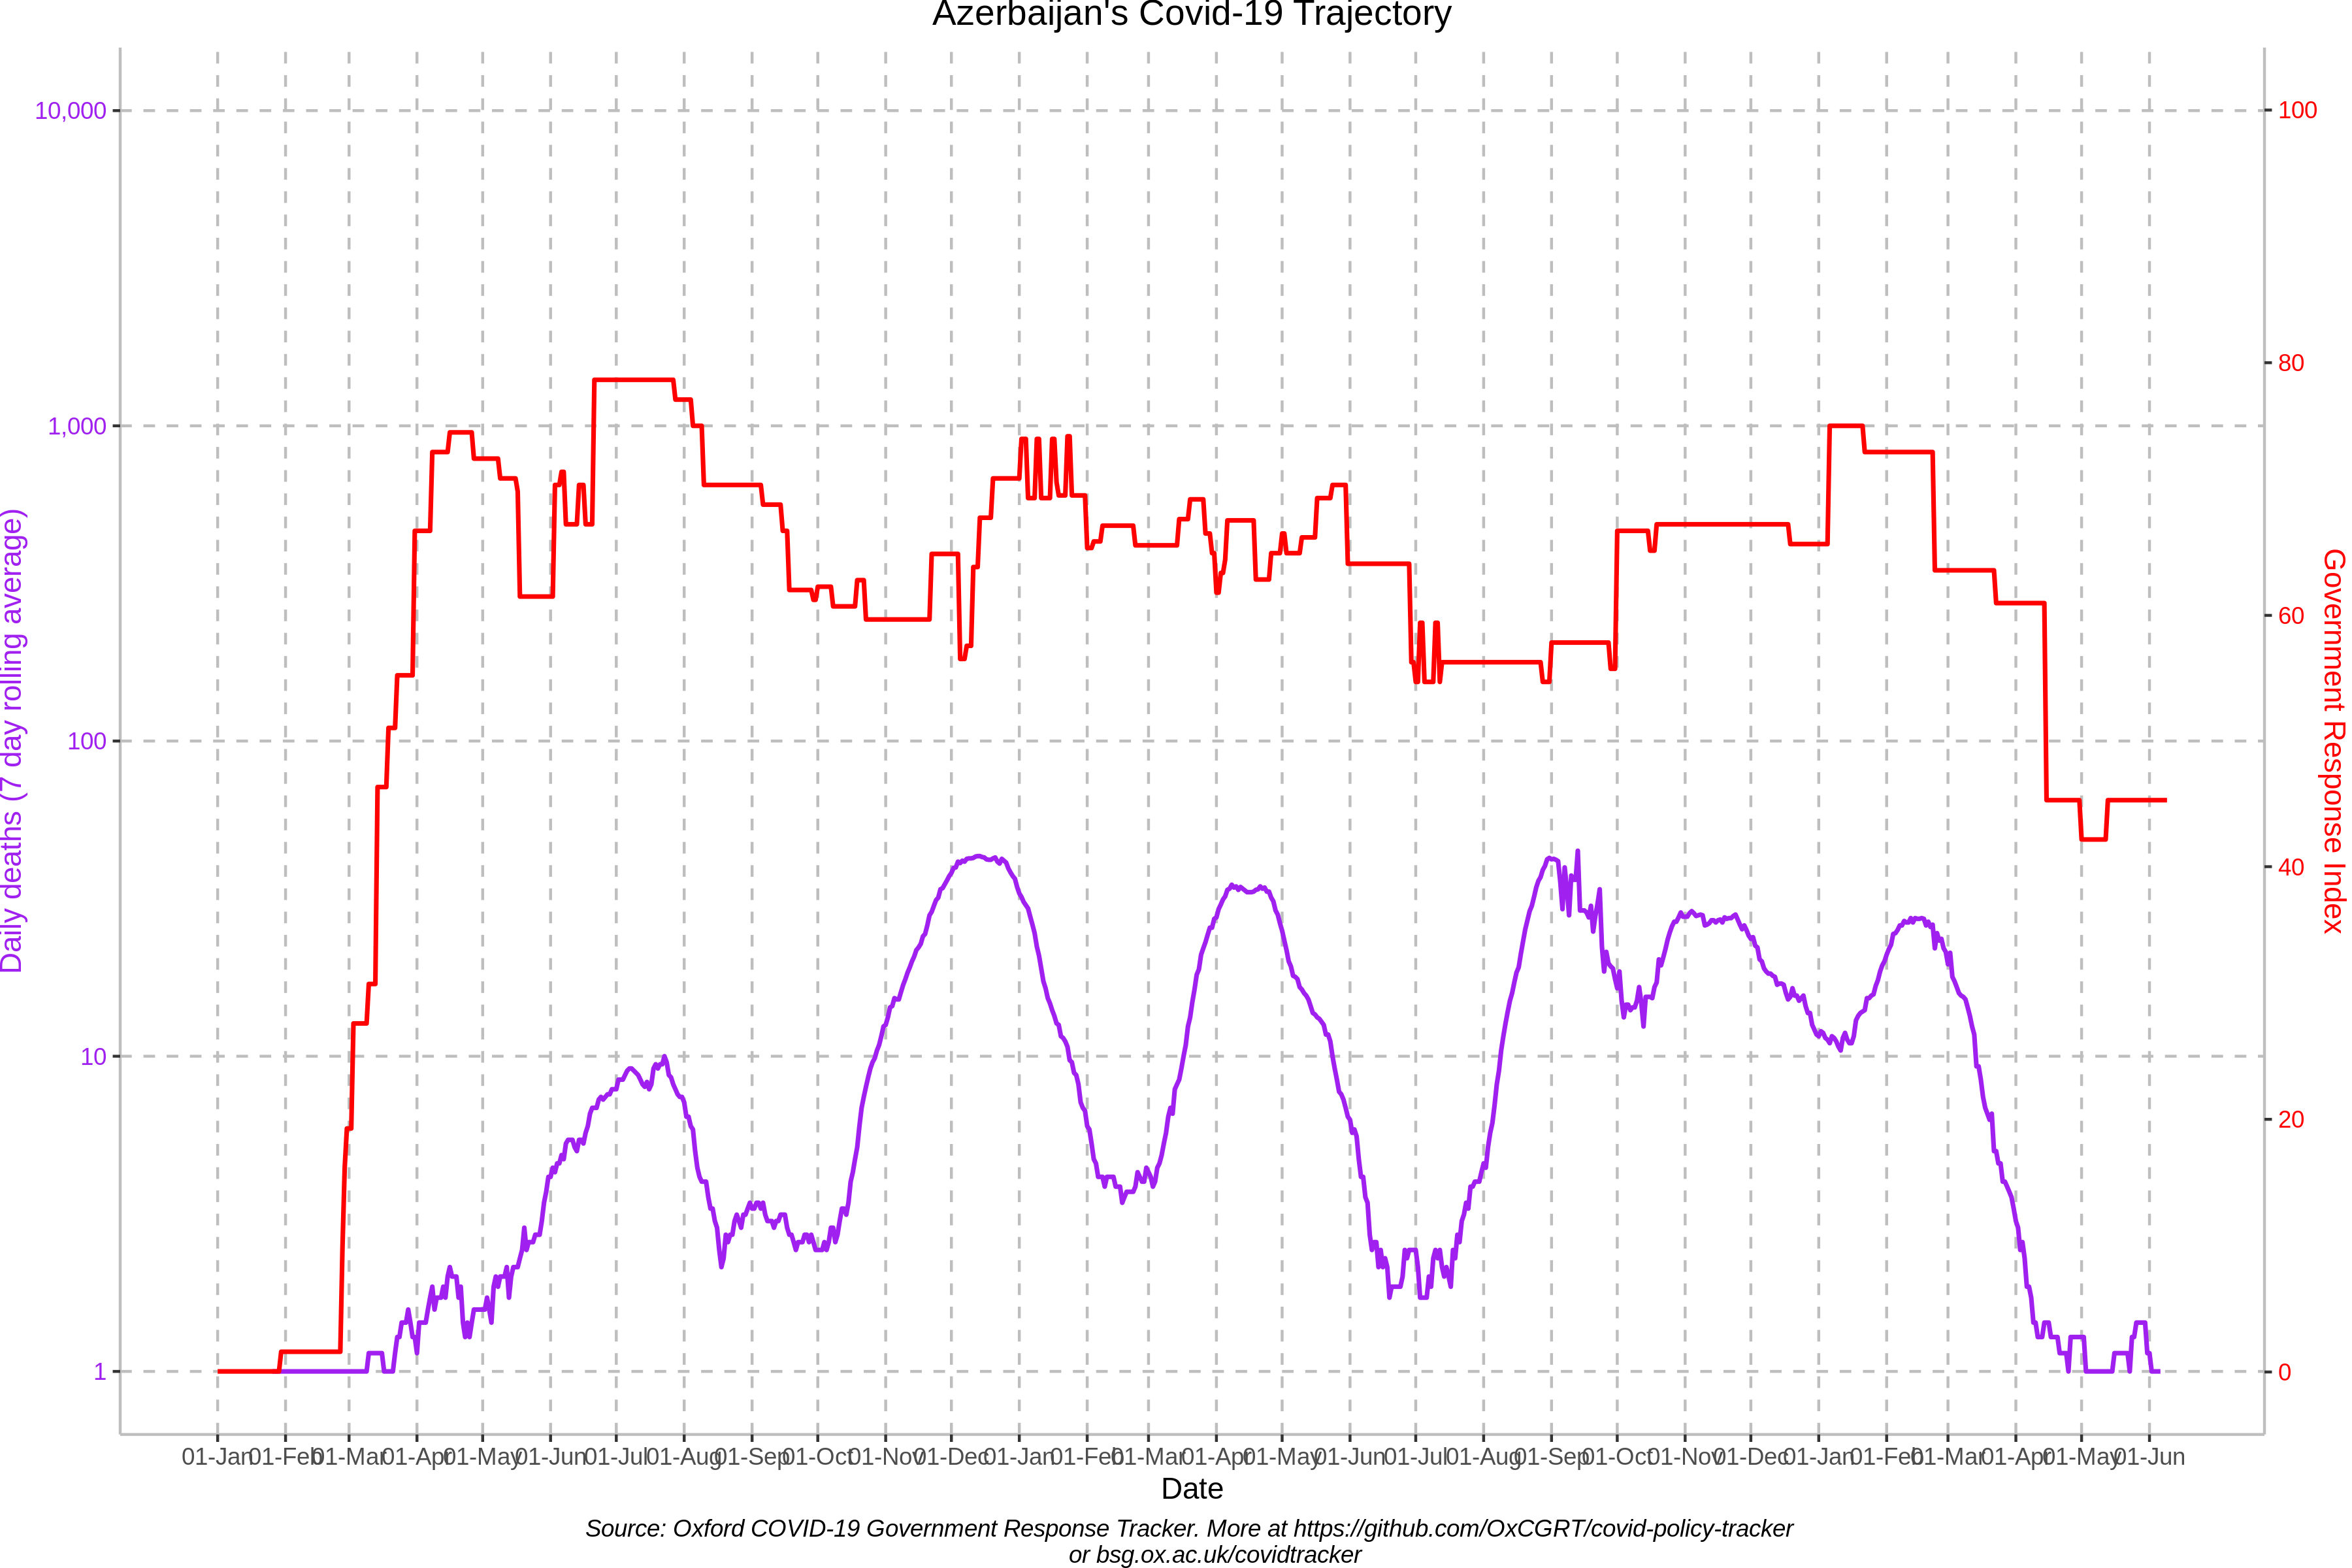 Azerbaijan's Covid-19 Trajectory
10,000
1,000
100
10
1
Daily deaths (7 day rolling average)
100
80
60
40
20
0
Government Response Index
01-Jan 01-Feb 01-Mar 01-Apr 01-May 01-Jun 01-Jul 01-Aug 01-Sep 01-Oct 01-Nov 01-Dec 01-Jan 01-Feb 01-Mar 01-Apr 01-May 01-Jun 01-Jul 01-Aug 01-Sep 01-Oct 01-Nov 01-Dec 01-Jan 01-Feb 01-Mar 01-Apr 01-May 01-Jun
Date
Source: Oxford COVID-19 Government Response Tracker. More at https://github.com/OxCGRT/covid-policy-tracker
or bsg.ox.ac.uk/covidtracker